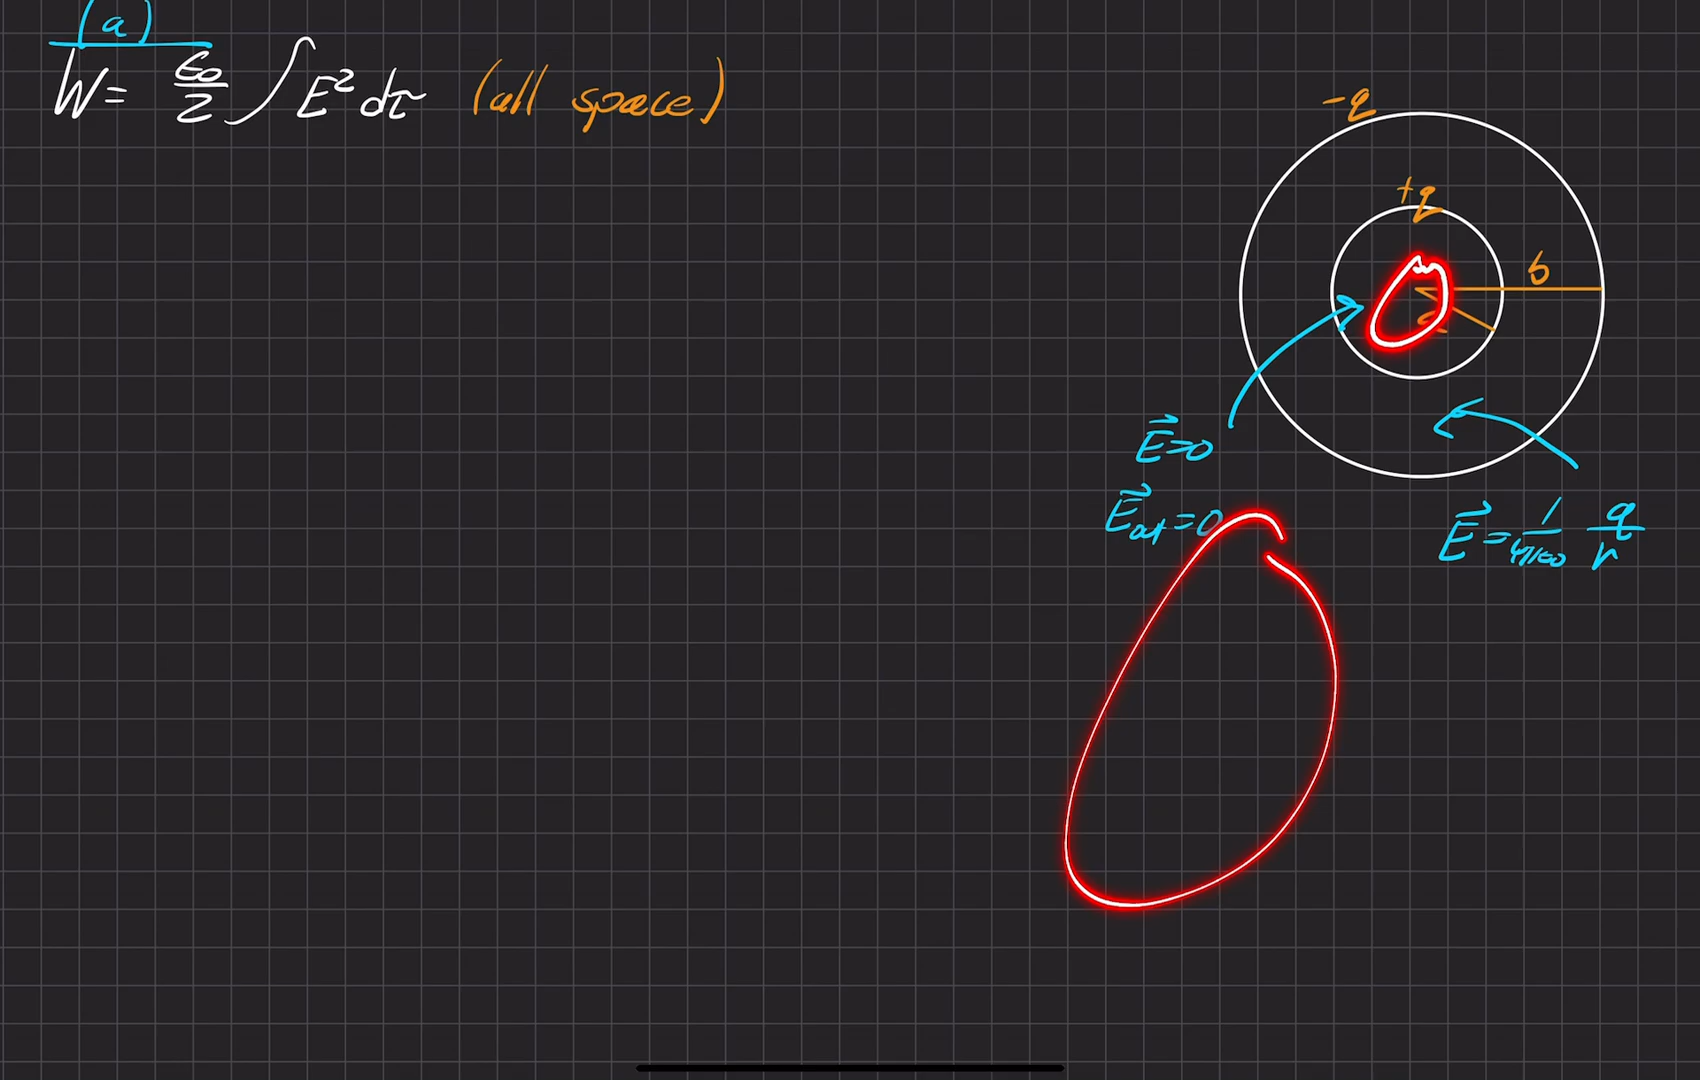 (a)
W = ε₀/2 ∫ E² dτ (all space)
-q
+q
b
a
E⃗=0
E⃗out=0
E⃗ = 1/4πε₀ q/r